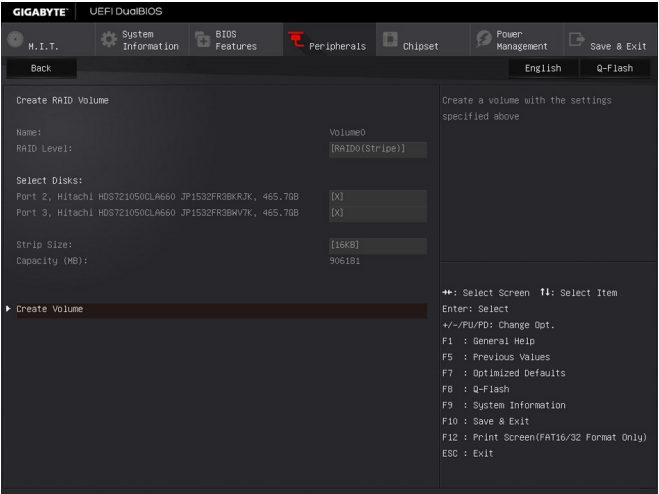 GIGABYTE™ UEFI DualBIOS
M.I.T. System Information BIOS Features Peripherals Chipset Power Management Save & Exit
Back English Q-Flash
Create RAID Volume
Name: Volume0
RAID Level: [RAID0(Stripe)]
Select Disks:
Port 2, Hitachi HDS721050CLA660 JP1532FR3BKRJK, 465.7GB [X]
Port 3, Hitachi HDS721050CLA660 JP1532FR3BWV7K, 465.7GB [X]
Strip Size: [16KB]
Capacity (MB): 906181
Create Volume
Create a volume with the settings
specified above
→←: Select Screen ↑↓: Select Item
Enter: Select
+/-/PU/PD: Change Opt.
F1 : General Help
F5 : Previous Values
F7 : Optimized Defaults
F8 : Q-Flash
F9 : System Information
F10 : Save & Exit
F12 : Print Screen(FAT16/32 Format Only)
ESC : Exit